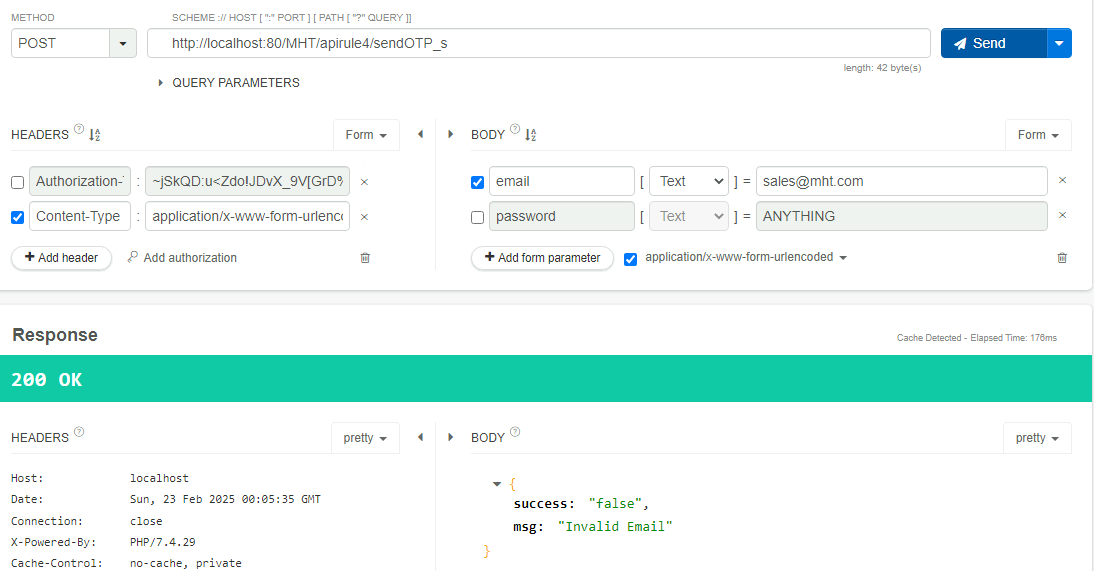 METHOD
SCHEME :// HOST [ ":" PORT ] [ PATH [ "?" QUERY ]]
POST
http://localhost:80/MHT/apirule4/sendOTP_s
Send
length: 42 byte(s)
QUERY PARAMETERS
HEADERS ? Form
Authorization- : ~jSkQD:u<Zdo!JDvX_9V[GrD%
Content-Type : application/x-www-form-urlenco
+ Add header Add authorization
BODY ? Form
email [ Text ] = sales@mht.com
password [ Text ] = ANYTHING
+ Add form parameter application/x-www-form-urlencoded
Response
Cache Detected - Elapsed Time: 176ms
200 OK
HEADERS ? pretty
Host: localhost
Date: Sun, 23 Feb 2025 00:05:35 GMT
Connection: close
X-Powered-By: PHP/7.4.29
Cache-Control: no-cache, private
BODY ? pretty
{
success: "false",
msg: "Invalid Email"
}